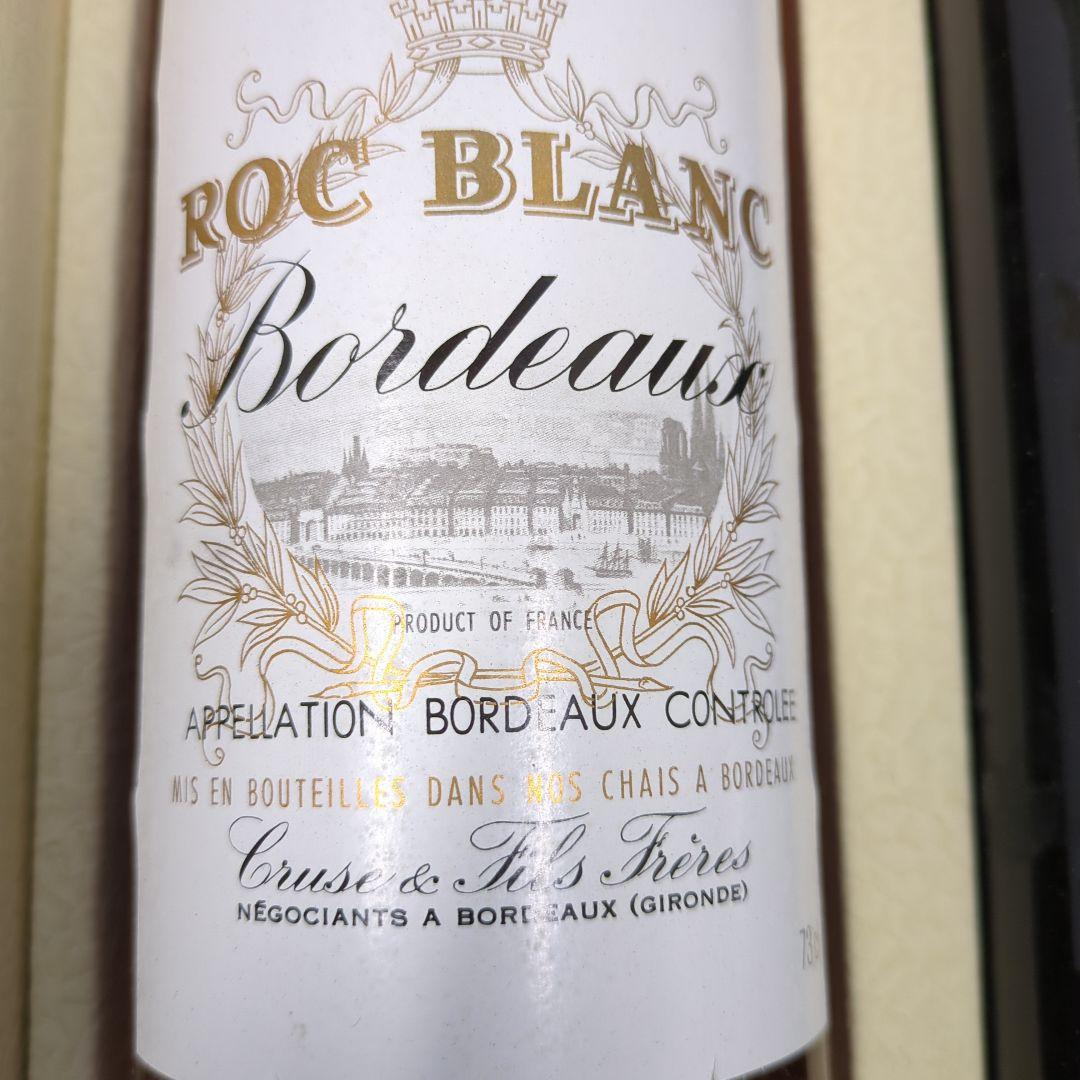 ROC BLANC
Bordeaux
PRODUCT OF FRANCE
APPELLATION BORDEAUX CONTROLEE
MIS EN BOUTEILLES DANS NOS CHAIS A BORDEAUX
Cruse & Fils Frères
NÉGOCIANTS A BORDEAUX (GIRONDE)
73